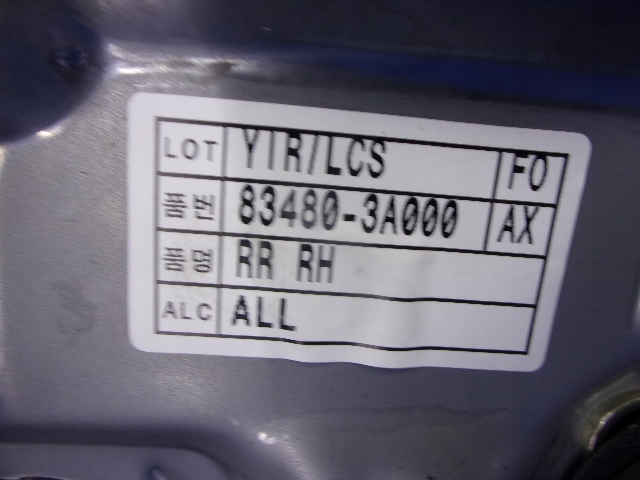 LOT YIR/LCS FO
품번 83480-3A000 AX
품명 RR RH
ALC ALL